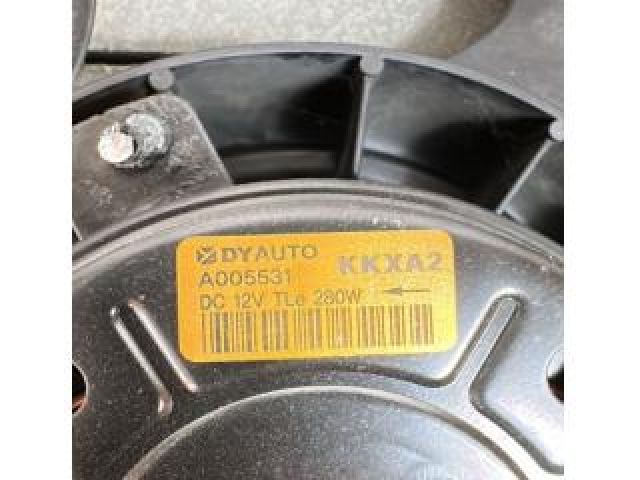 DYAUTO
KKXA2
A005531
DC 12V TLe 280W